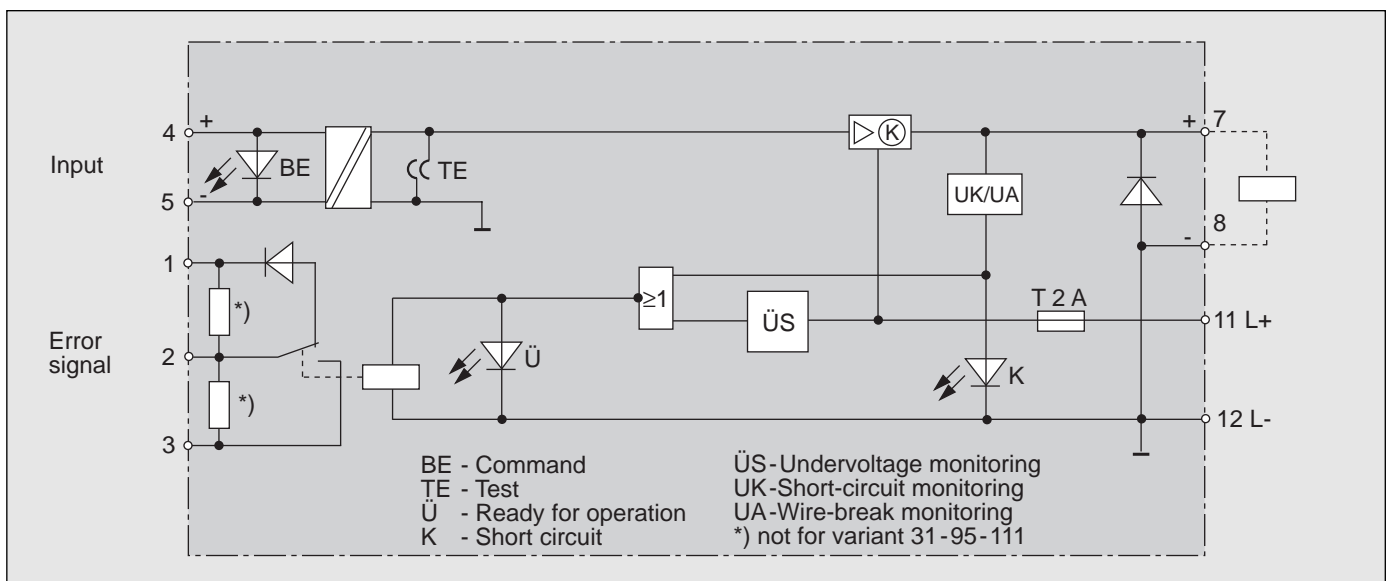 4 + + 7
Input BE TE K UK/UA
5 - 8
-
1
*) ≥1 ÜS T 2 A 11 L+
Error
signal
2 Ü K
*)
3 12 L-
BE - Command
TE - Test
Ü - Ready for operation
K - Short circuit
ÜS - Undervoltage monitoring
UK - Short-circuit monitoring
UA - Wire-break monitoring
*) not for variant 31-95-111